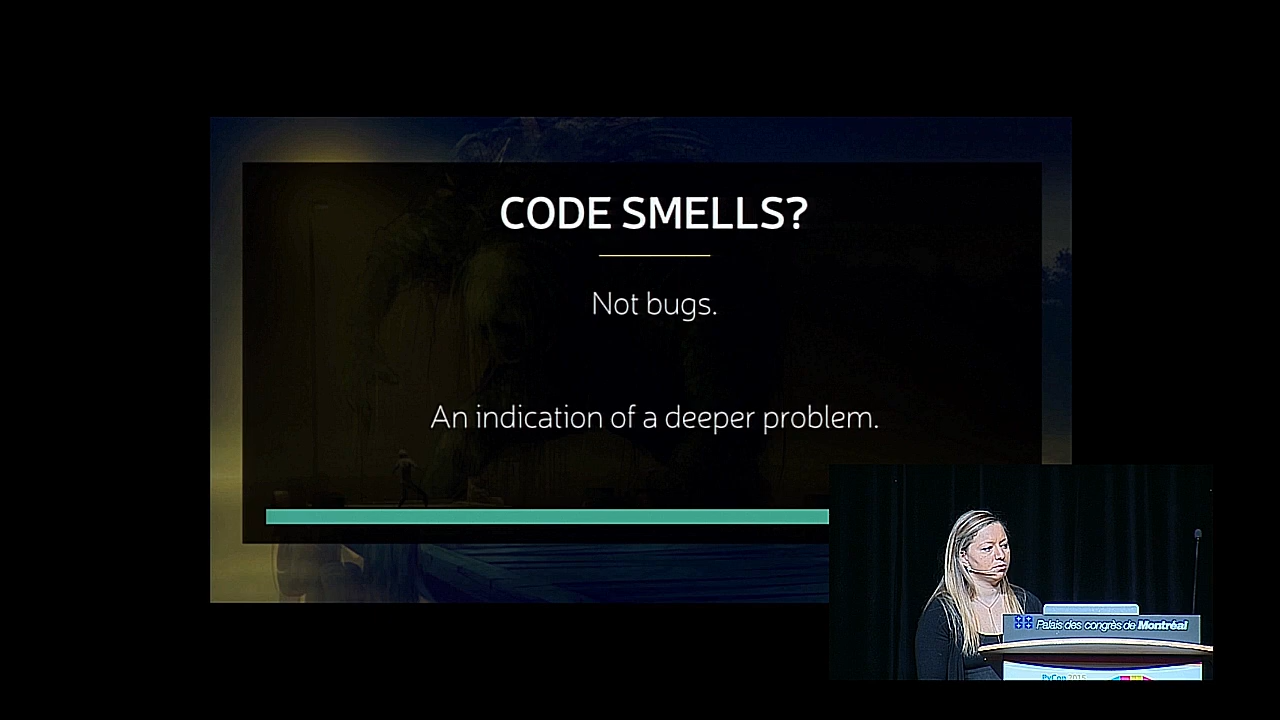 CODE SMELLS?
Not bugs.
An indication of a deeper problem.
Palais des congrès de Montréal
PyCon 2015